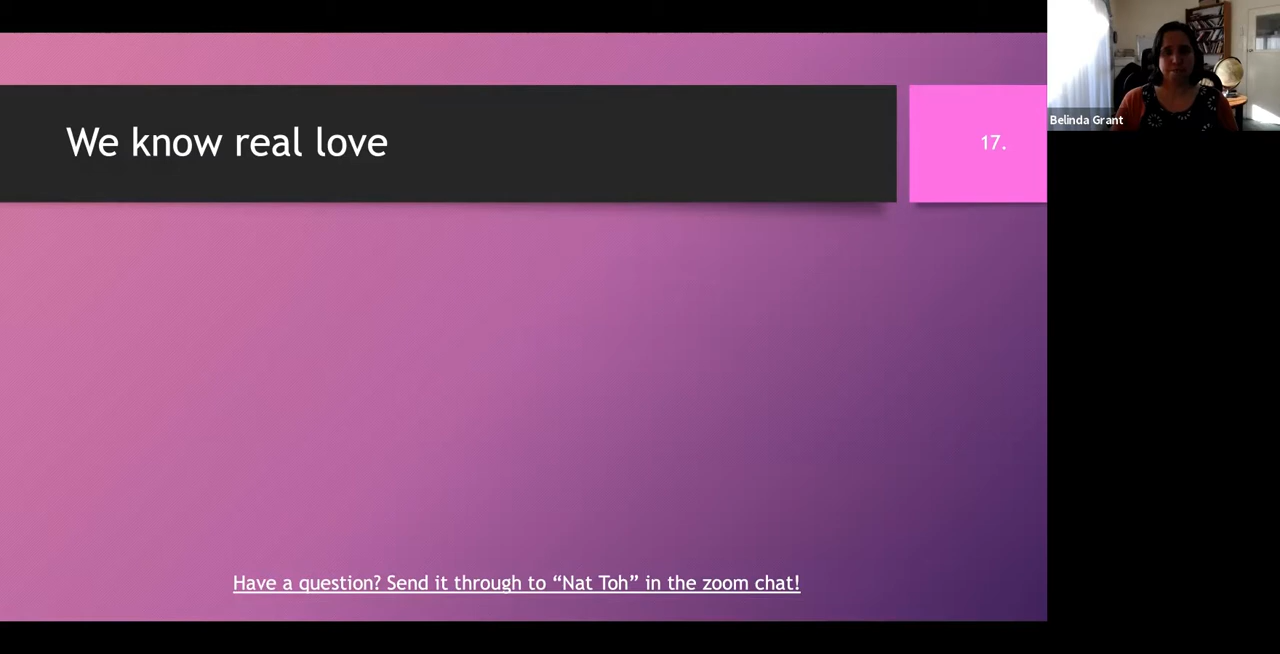 We know real love
17.
Belinda Grant
Have a question? Send it through to “Nat Toh” in the zoom chat!